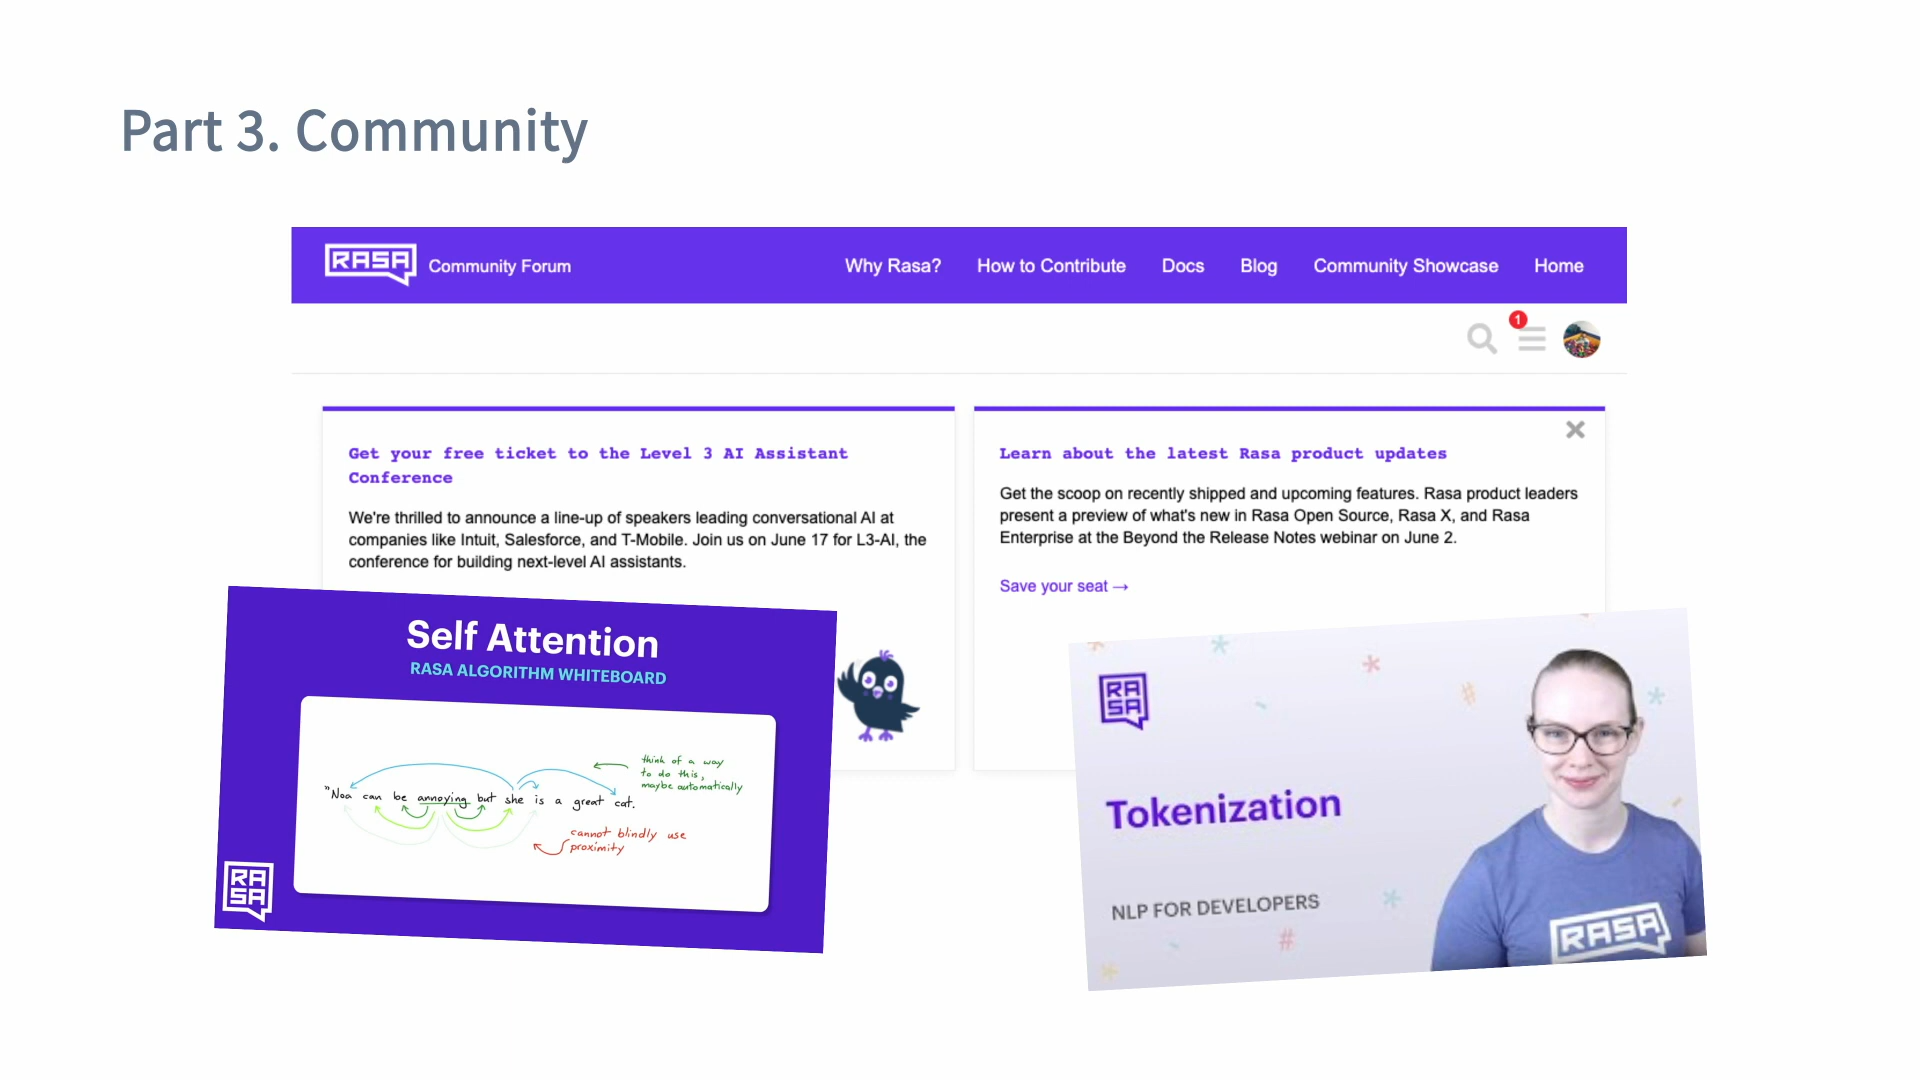 Part 3. Community
RASA Community Forum
Why Rasa? How to Contribute Docs Blog Community Showcase Home
1
Get your free ticket to the Level 3 AI Assistant
Conference
We're thrilled to announce a line-up of speakers leading conversational AI at
companies like Intuit, Salesforce, and T-Mobile. Join us on June 17 for L3-AI, the
conference for building next-level AI assistants.
Learn about the latest Rasa product updates
Get the scoop on recently shipped and upcoming features. Rasa product leaders
present a preview of what's new in Rasa Open Source, Rasa X, and Rasa
Enterprise at the Beyond the Release Notes webinar on June 2.
Save your seat →
Self Attention
RASA ALGORITHM WHITEBOARD
think of a way
to do this,
maybe automatically
"Noa can be annoying but she is a great cat.
cannot blindly use
proximity
RA
SA
RA
SA
Tokenization
NLP FOR DEVELOPERS
RASA